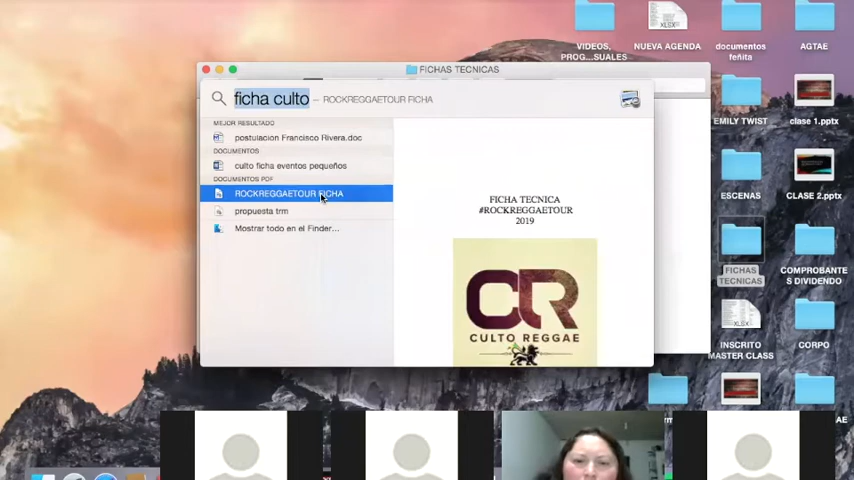 VIDEOS,
PROG...SUALES
NUEVA AGENDA
documentos
feñita
AGTAE
FICHAS TECNICAS
ficha culto — ROCKREGGAETOUR FICHA
MEJOR RESULTADO
postulacion Francisco Rivera.doc
DOCUMENTOS
culto ficha eventos pequeños
DOCUMENTOS PDF
ROCKREGGAETOUR FICHA
propuesta trm
Mostrar todo en el Finder...
FICHA TECNICA
#ROCKREGGAETOUR
2019
CR
CULTO REGGAE
XLSX
EMILY TWIST
clase 1.pptx
ESCENAS
CLASE 2.pptx
FICHAS
TECNICAS
COMPROBANTE
S DIVIDENDO
XLSX
INSCRITO
MASTER CLASS
CORPO